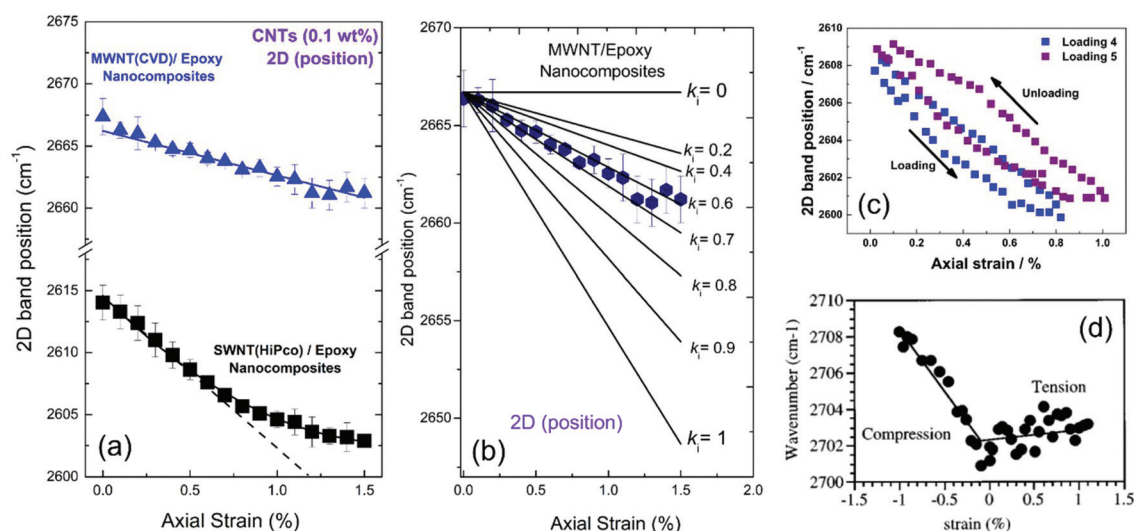 2675
2670
2665
2660
2615
2610
2605
2600
2D band position (cm-1)
CNTs (0.1 wt%)
2D (position)
MWNT(CVD)/ Epoxy
Nanocomposites
SWNT(HiPco) / Epoxy
Nanocomposites
(a)
0.0 0.5 1.0 1.5
Axial Strain (%)
2670
2665
2660
2655
2650
2D band position (cm-1)
MWNT/Epoxy
Nanocomposites
ki= 0
ki= 0.2
ki= 0.4
ki= 0.6
ki= 0.7
ki= 0.8
ki= 0.9
ki= 1
2D (position)
(b)
0.0 0.5 1.0 1.5 2.0
Axial Strain (%)
2610
2608
2606
2604
2602
2600
2D band position / cm-1
Loading 4
Loading 5
Unloading
Loading
(c)
0.0 0.2 0.4 0.6 0.8 1.0
Axial strain / %
2710
2708
2706
2704
2702
2700
Wavenumber (cm-1)
(d)
Tension
Compression
-1.5 -1 -0.5 0 0.5 1 1.5
strain (%)